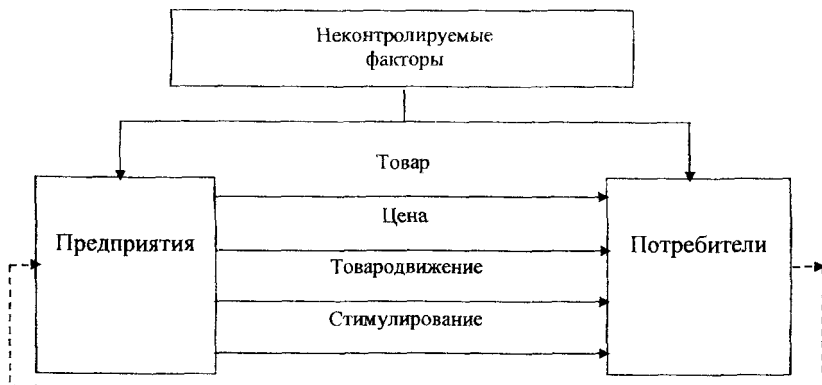 Неконтролируемые
факторы
Товар
Цена
Предприятия
Потребители
Товародвижение
Стимулирование